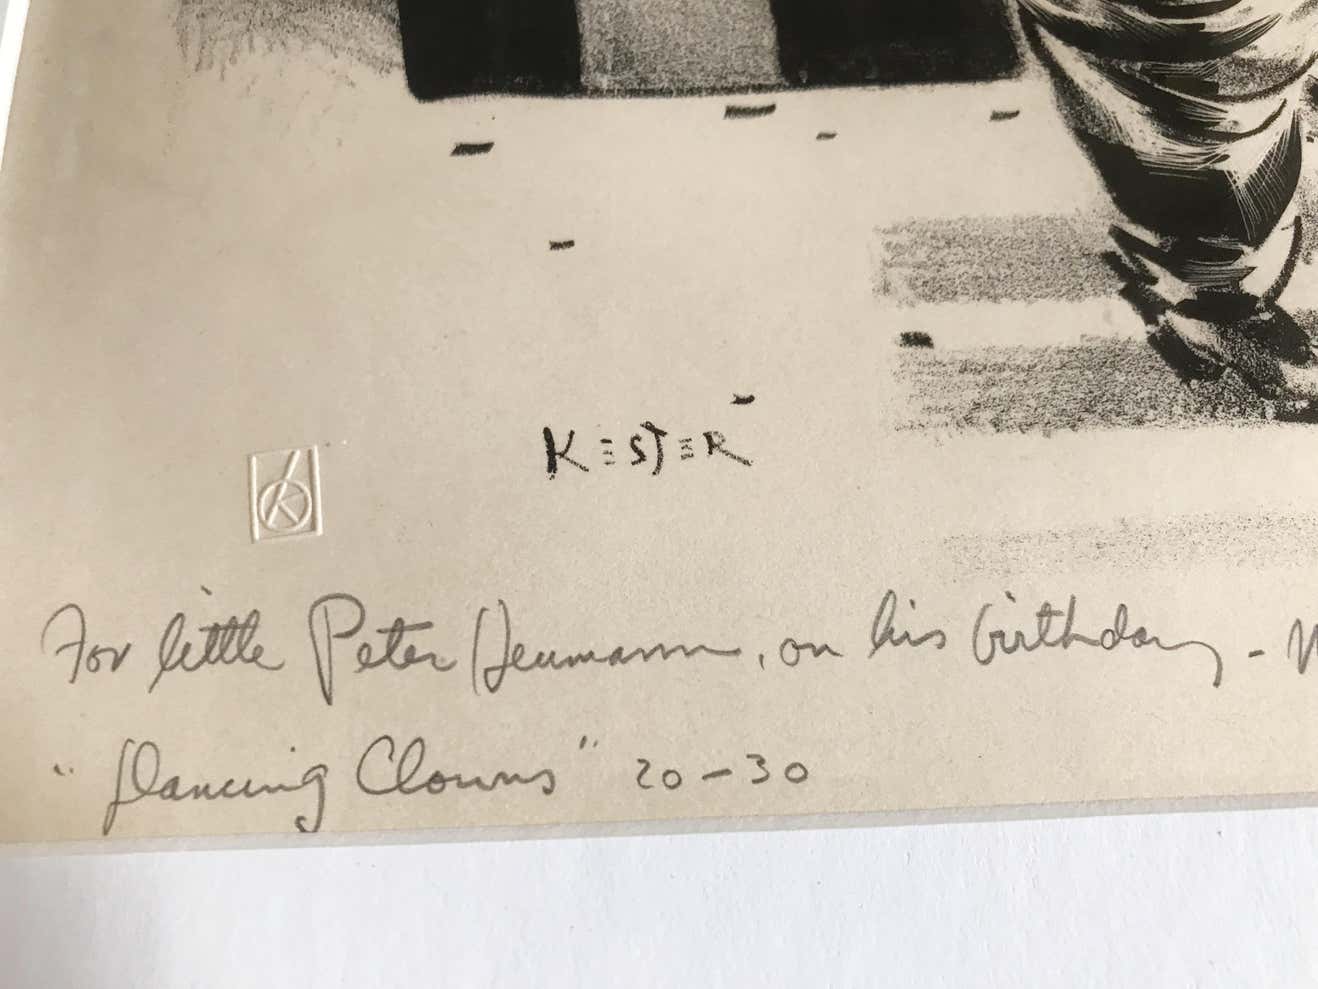 KESTER
K
For little Peter Neumann, on his birthday -
"Dancing Clowns" 20-30